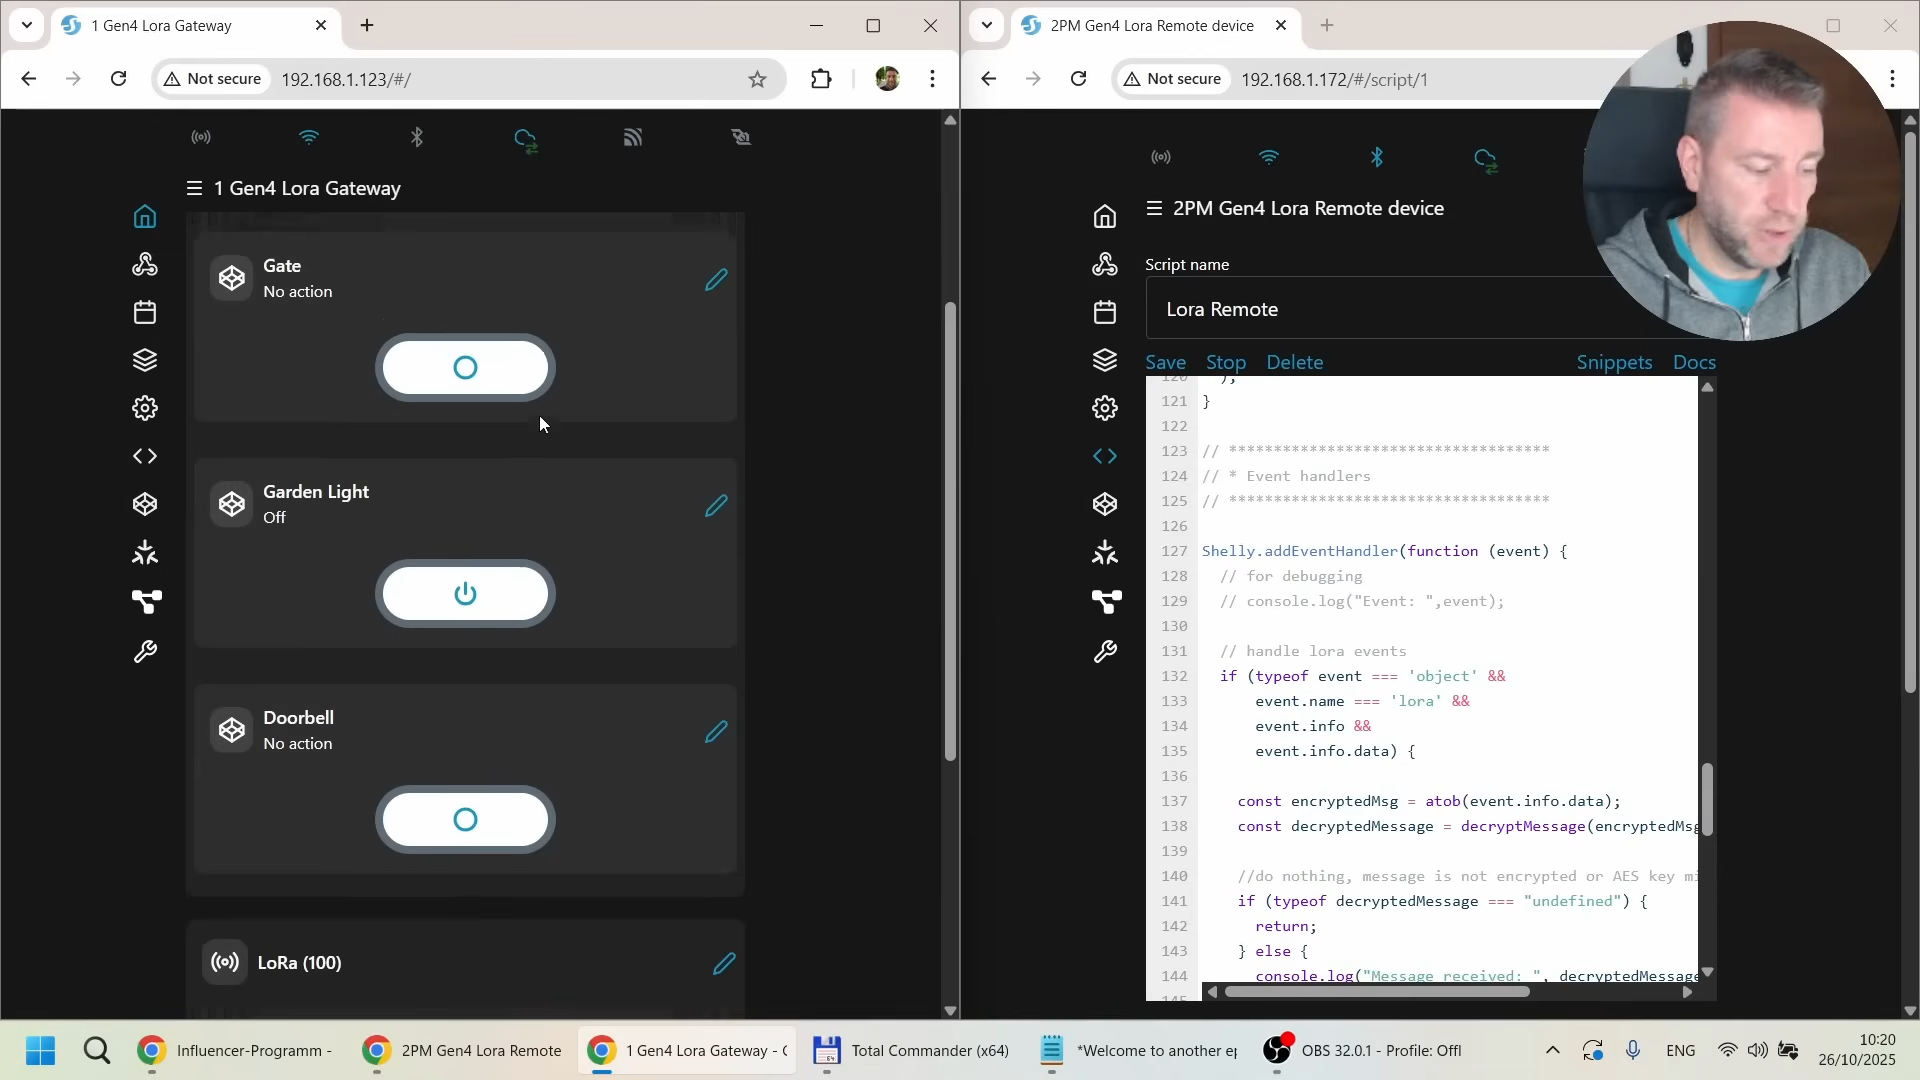 1 Gen4 Lora Gateway
2PM Gen4 Lora Remote device
Not secure
192.168.1.123/#/
Not secure
192.168.1.172/#/script/1
1 Gen4 Lora Gateway
Gate
No action
Garden Light
Off
Doorbell
No action
LoRa (100)
2PM Gen4 Lora Remote device
Script name
Lora Remote
Save
Stop
Delete
Snippets
Docs
120 );
121 }
122
123 // ************************************
124 // * Event handlers
125 // ************************************
126
127 Shelly.addEventHandler(function (event) {
128 // for debugging
129 // console.log("Event: ",event);
130
131 // handle lora events
132 if (typeof event === 'object' &&
133 event.name === 'lora' &&
134 event.info &&
135 event.info.data) {
136
137 const encryptedMsg = atob(event.info.data);
138 const decryptedMessage = decryptMessage(encryptedMsg
139
140 //do nothing, message is not encrypted or AES key mi
141 if (typeof decryptedMessage === "undefined") {
142 return;
143 } else {
144 console.log("Message received: ", decryptedMessage
145
Influencer-Programm -
2PM Gen4 Lora Remote
1 Gen4 Lora Gateway - 
Total Commander (x64)
*Welcome to another ep
OBS 32.0.1 - Profile: Offl
ENG
10:20
26/10/2025